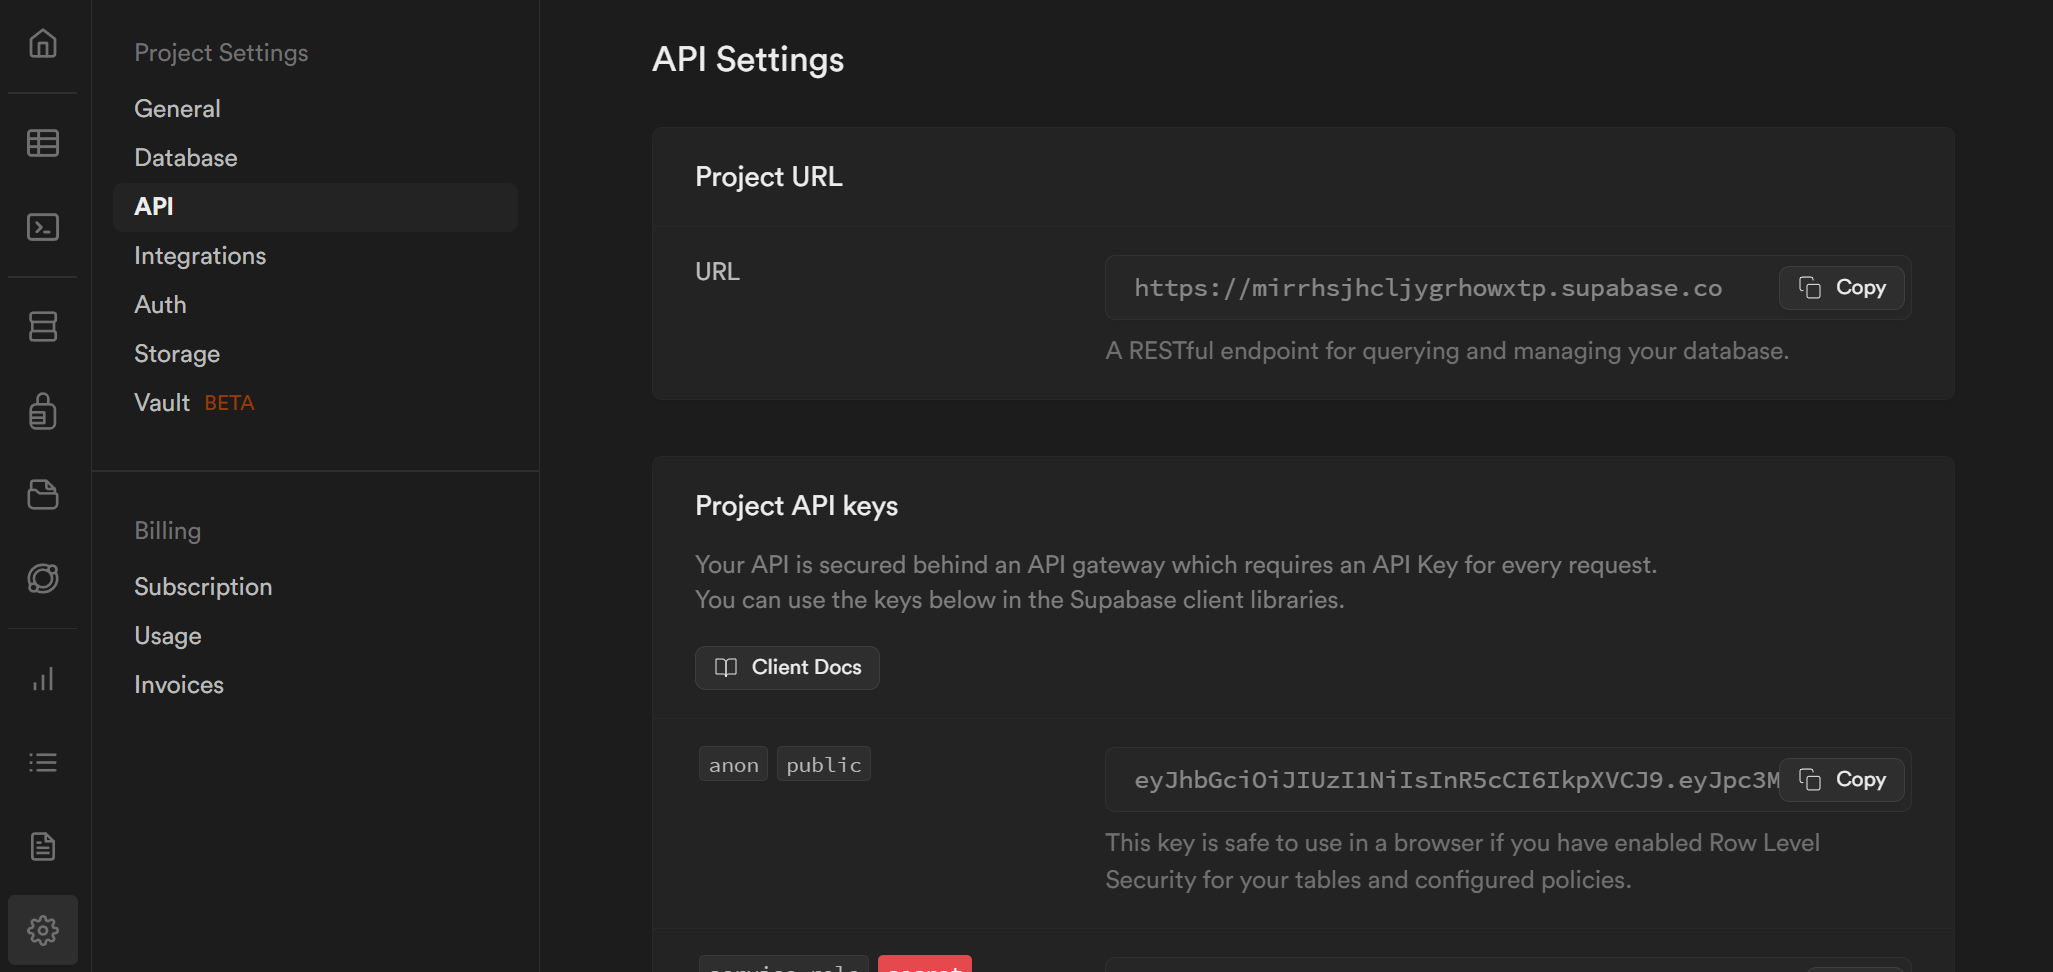 Project Settings
General
Database
API
Integrations
Auth
Storage
Vault BETA
Billing
Subscription
Usage
Invoices
API Settings
Project URL
URL
https://mirrhsjhcljygrhowxtp.supabase.co
Copy
A RESTful endpoint for querying and managing your database.
Project API keys
Your API is secured behind an API gateway which requires an API Key for every request.
You can use the keys below in the Supabase client libraries.
Client Docs
anon public
eyJhbGciOiJIUzI1NiIsInR5cCI6IkpXVCJ9.eyJpc3M
Copy
This key is safe to use in a browser if you have enabled Row Level
Security for your tables and configured policies.
service_role secret